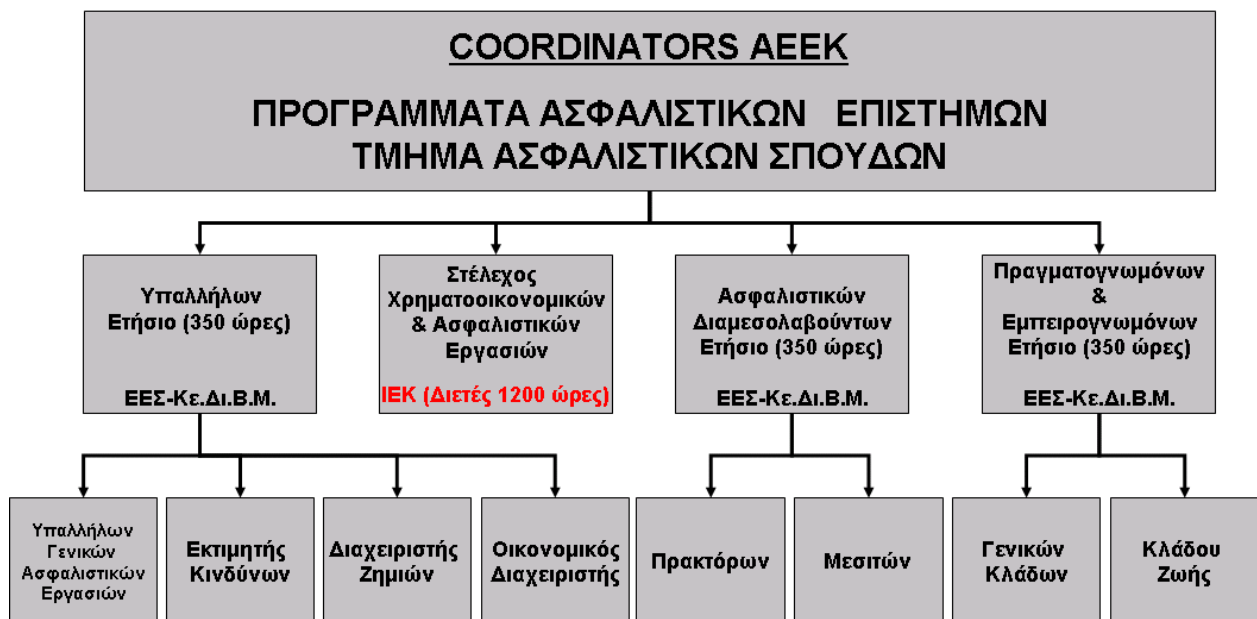 COORDINATORS ΑΕΕΚ
ΠΡΟΓΡΑΜΜΑΤΑ ΑΣΦΑΛΙΣΤΙΚΩΝ ΕΠΙΣΤΗΜΩΝ
ΤΜΗΜΑ ΑΣΦΑΛΙΣΤΙΚΩΝ ΣΠΟΥΔΩΝ
Υπαλλήλων
Ετήσιο (350 ώρες)
ΕΕΣ-Κε.Δι.Β.Μ.
Στέλεχος
Χρηματοοικονομικών
& Ασφαλιστικών
Εργασιών
ΙΕΚ (Διετές 1200 ώρες)
Ασφαλιστικών
Διαμεσολαβούντων
Ετήσιο (350 ώρες)
ΕΕΣ-Κε.Δι.Β.Μ.
Πραγματογνωμόνων
&
Εμπειρογνωμόνων
Ετήσιο (350 ώρες)
ΕΕΣ-Κε.Δι.Β.Μ.
Υπαλλήλων
Γενικών
Ασφαλιστικών
Εργασιών
Εκτιμητής
Κινδύνων
Διαχειριστής
Ζημιών
Οικονομικός
Διαχειριστής
Πρακτόρων
Μεσιτών
Γενικών
Κλάδων
Κλάδου
Ζωής